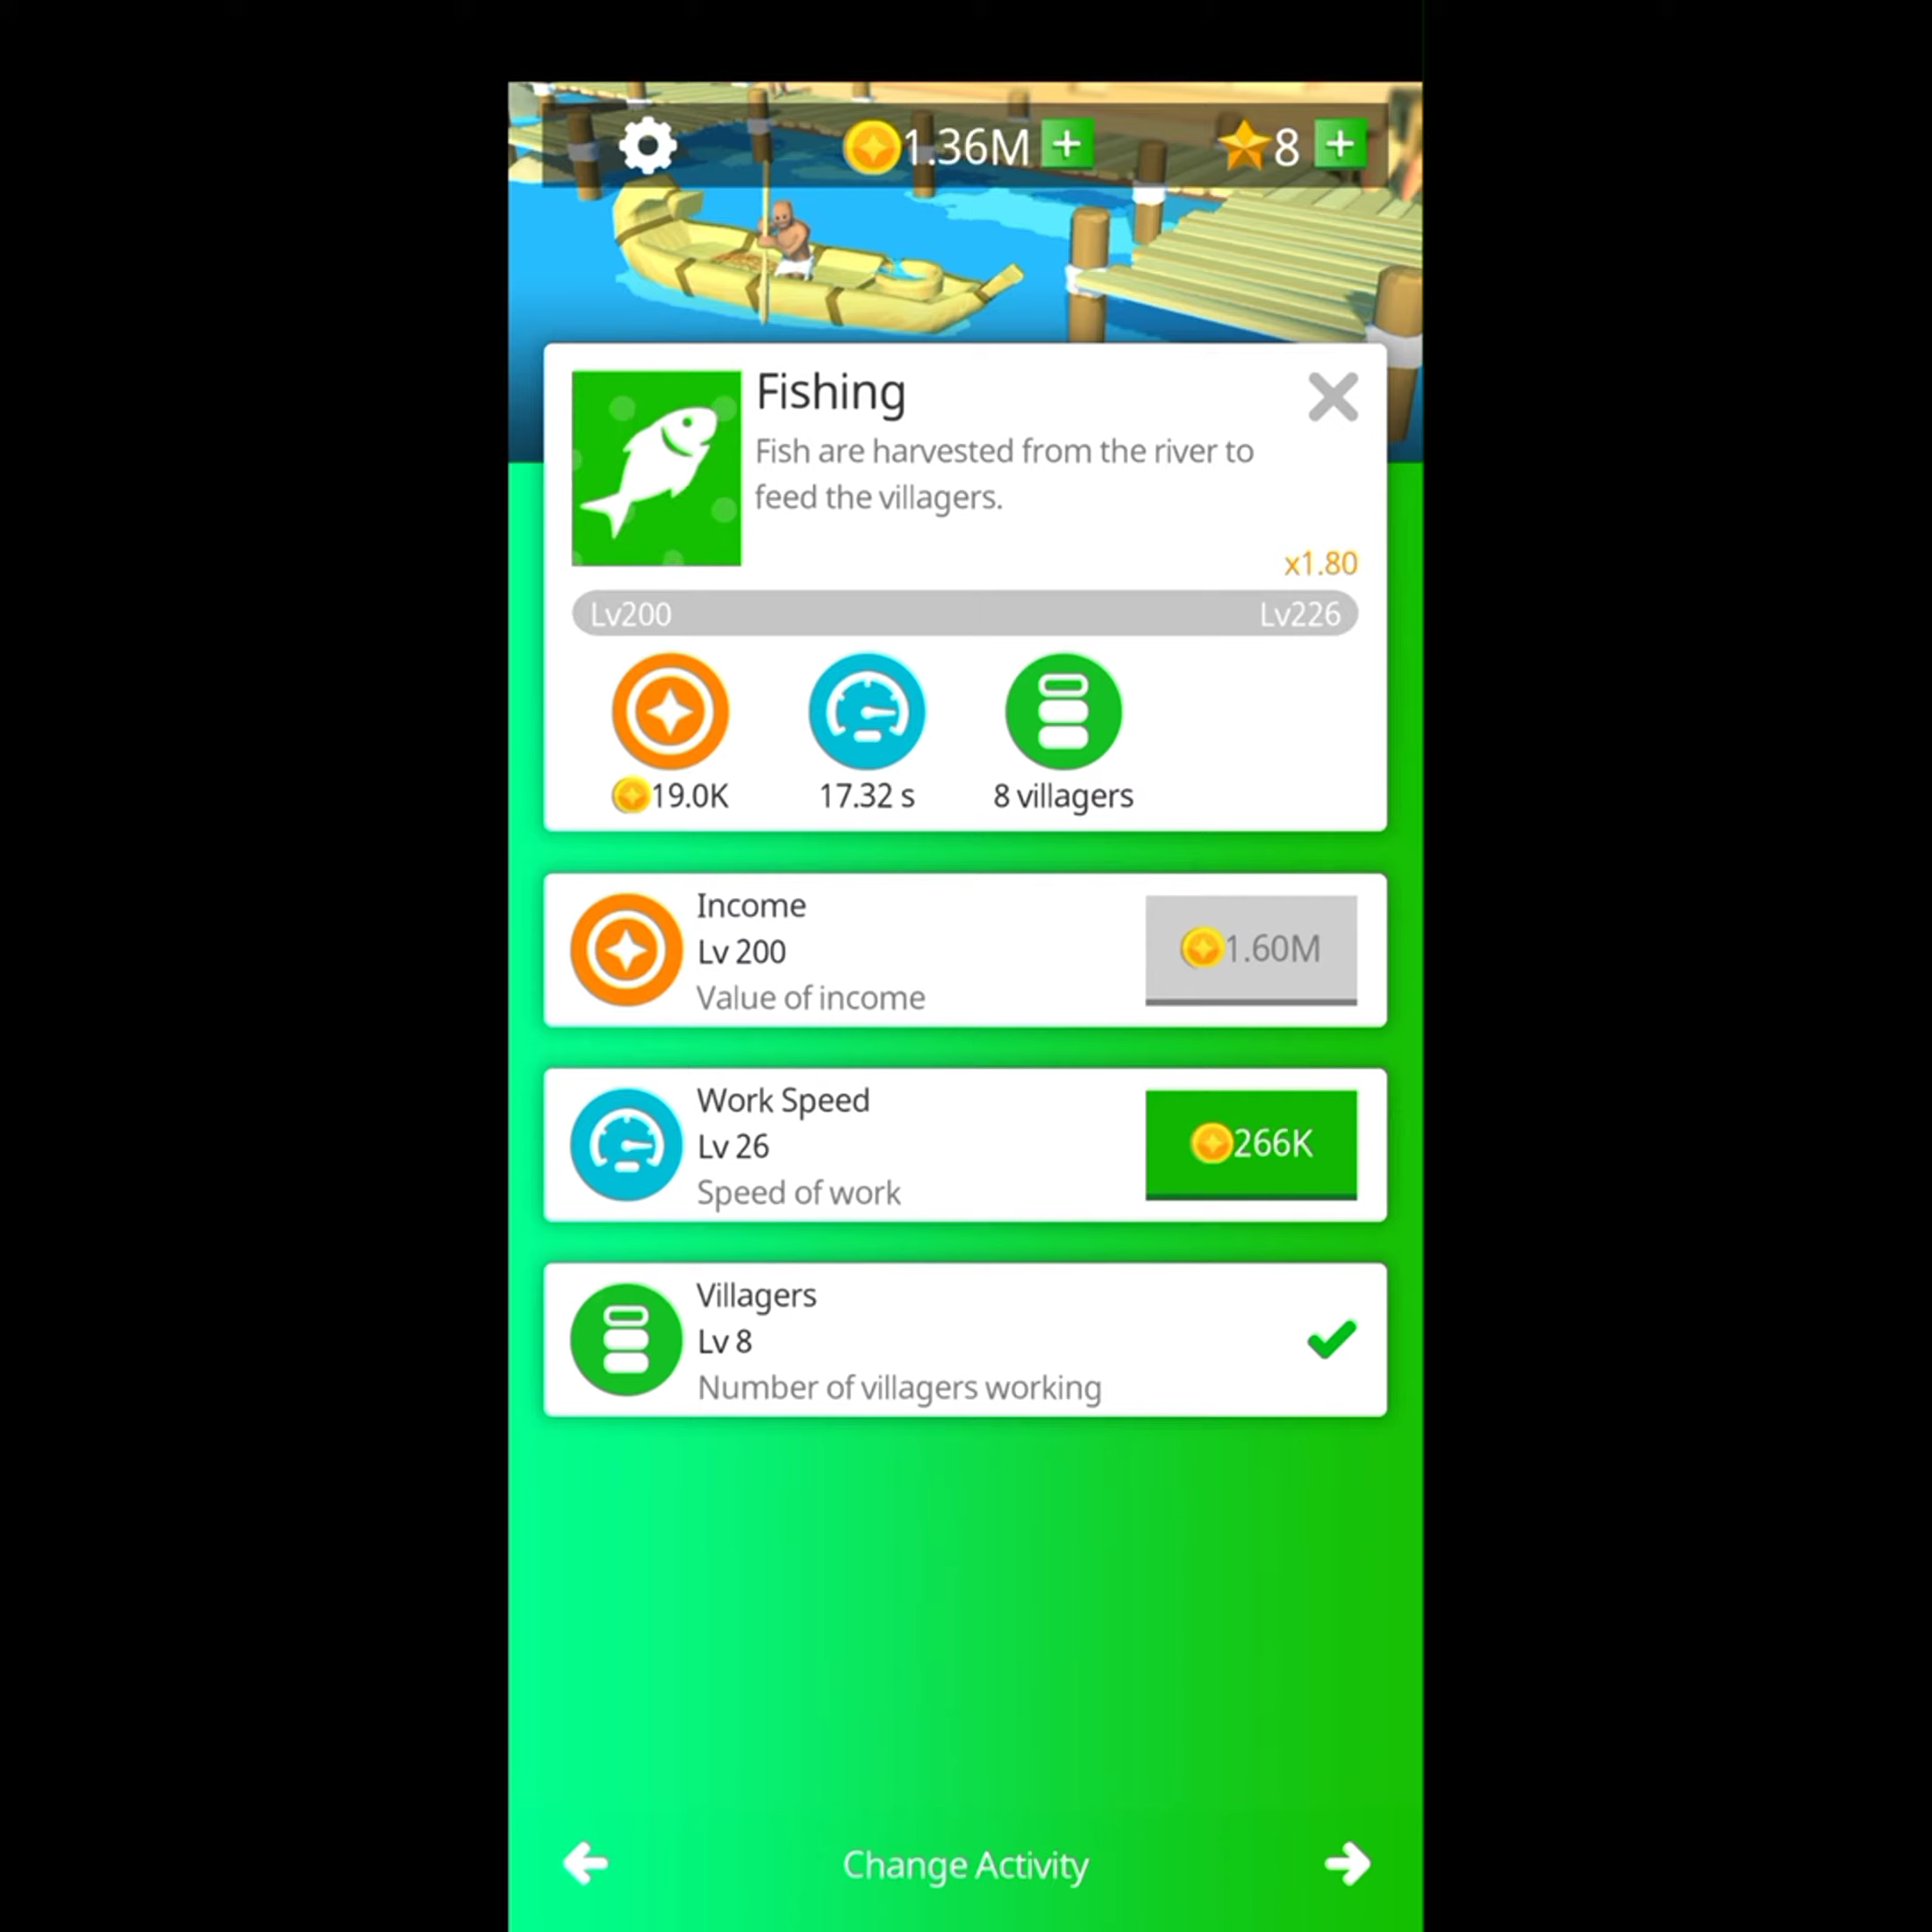 1.36M
8
Fishing
Fish are harvested from the river to
feed the villagers.
x1.80
Lv200 Lv226
19.0K 17.32 s 8 villagers
Income
Lv 200
Value of income
1.60M
Work Speed
Lv 26
Speed of work
266K
Villagers
Lv 8
Number of villagers working
Change Activity